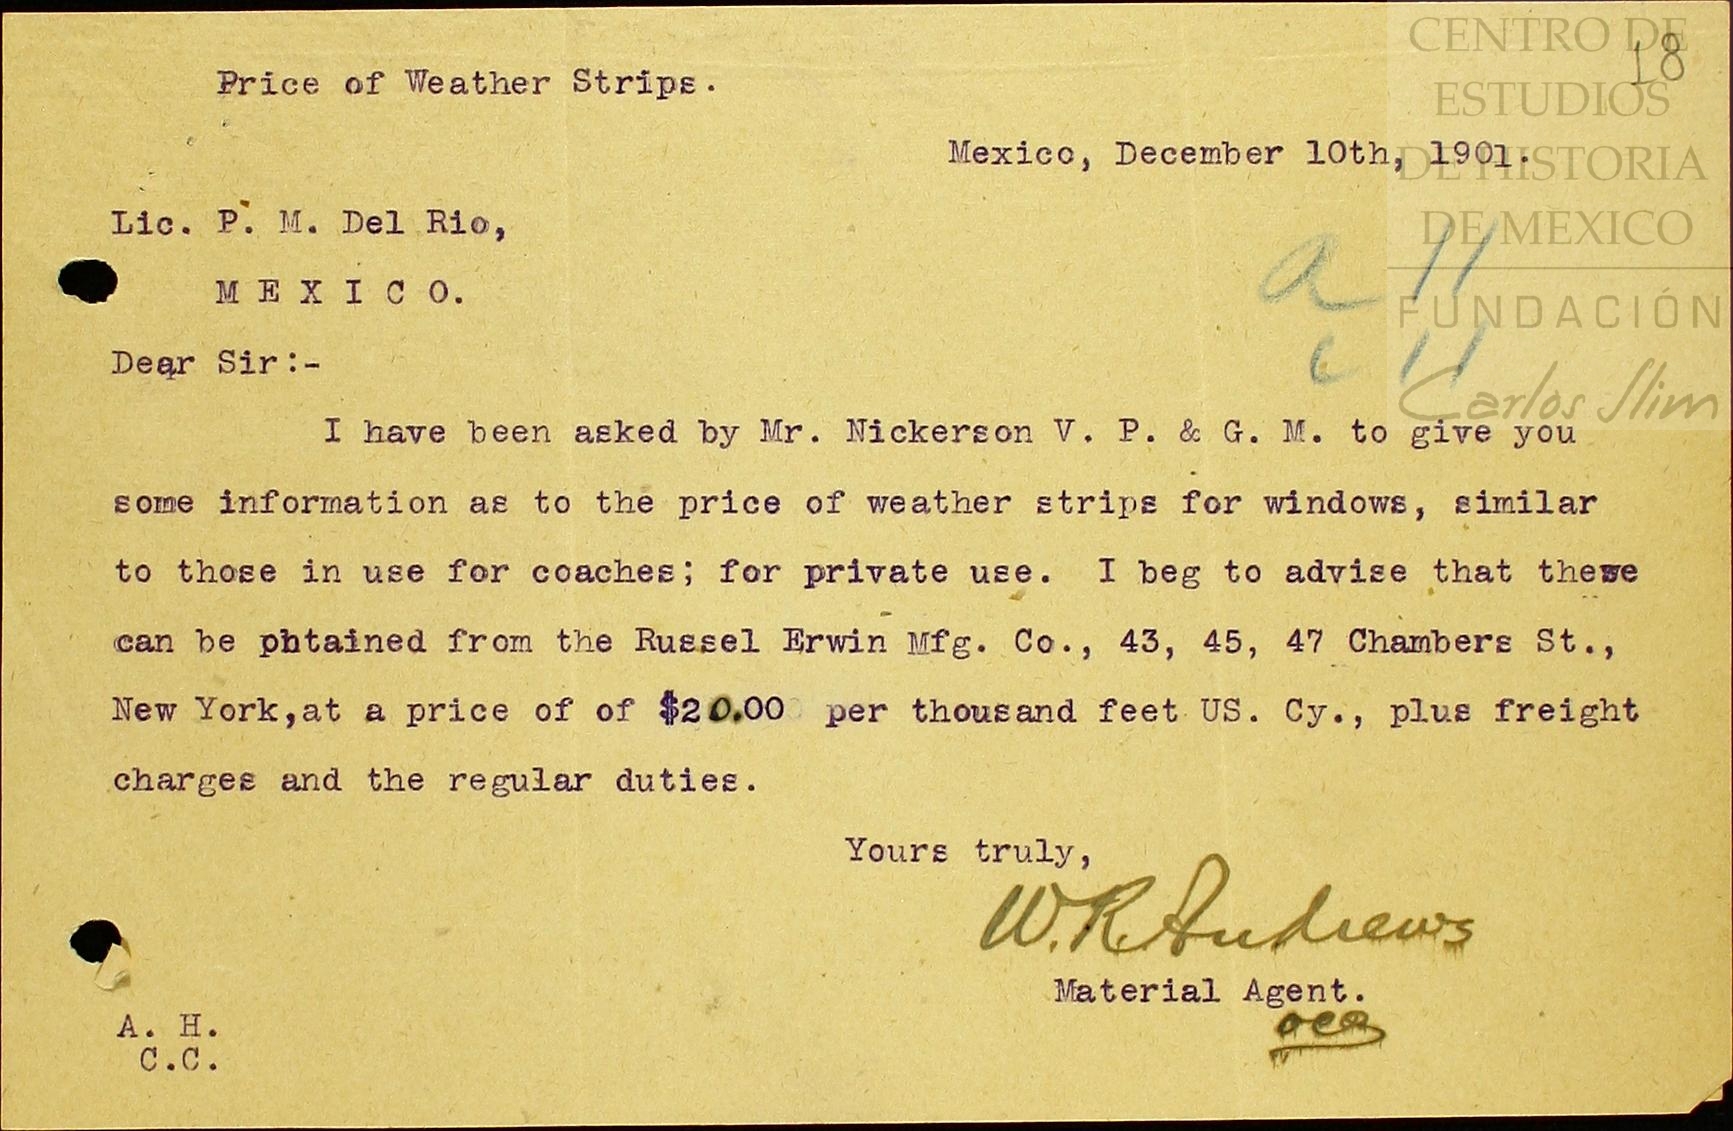 18
Price of Weather Strips.
Mexico, December 10th, 1901.
Lic. P. M. Del Rio,
M E X I C O.
a 11
c 11
Dear Sir:-
I have been asked by Mr. Nickerson V. P. & G. M. to give you
some information as to the price of weather strips for windows, similar
to those in use for coaches; for private use. I beg to advise that these
can be obtained from the Russel Erwin Mfg. Co., 43, 45, 47 Chambers St.,
New York,at a price of of $20.00 per thousand feet US. Cy., plus freight
charges and the regular duties.
Yours truly,
W. R. Andrews
Material Agent.
A. H.
C.C.
CENTRO DE
ESTUDIOS
DE HISTORIA
DE MEXICO
FUNDACIÓN
Carlos Slim